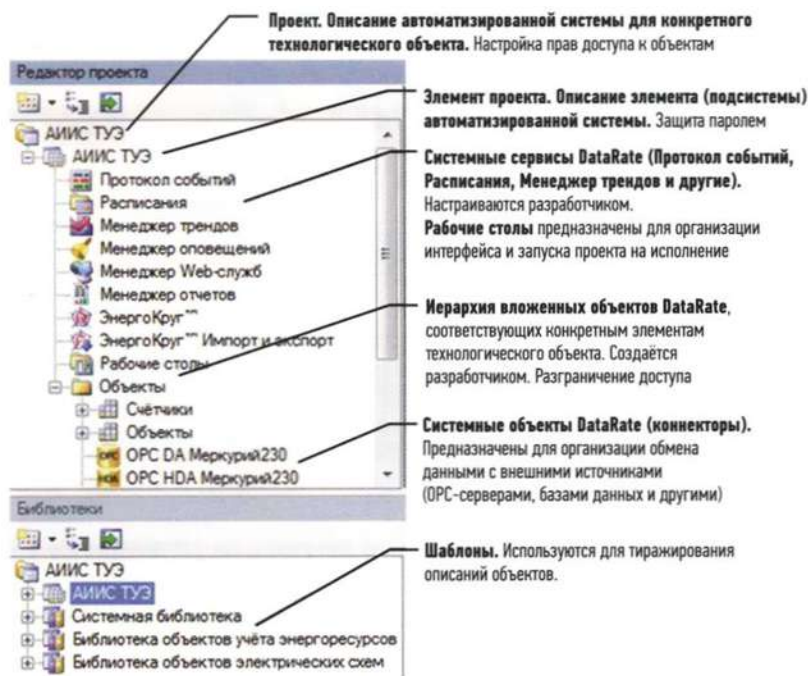 Проект. Описание автоматизированной системы для конкретного
технологического объекта. Настройка прав доступа к объектам
Редактор проекта
АИИС ТУЭ
АИИС ТУЭ
Протокол событий
Расписания
Менеджер трендов
Менеджер оповещений
Менеджер Web-служб
Менеджер отчетов
ЭнергоКруг™
ЭнергоКруг™ Импорт и экспорт
Рабочие столы
Объекты
Счётчики
Объекты
OPC DA Меркурий230
OPC HDA Меркурий230
Элемент проекта. Описание элемента (подсистемы)
автоматизированной системы. Защита паролем
Системные сервисы DataRate (Протокол событий,
Расписания, Менеджер трендов и другие).
Настраиваются разработчиком.
Рабочие столы предназначены для организации
интерфейса и запуска проекта на исполнение
Иерархия вложенных объектов DataRate,
соответствующих конкретным элементам
технологического объекта. Создаётся
разработчиком. Разграничение доступа
Системные объекты DataRate (коннекторы).
Предназначены для организации обмена
данными с внешними источниками
(OPC-серверами, базами данных и другими)
Библиотеки
АИИС ТУЭ
АИИС ТУЭ
Системная библиотека
Библиотека объектов учёта энергоресурсов
Библиотека объектов электрических схем
Шаблоны. Используются для тиражирования
описаний объектов.